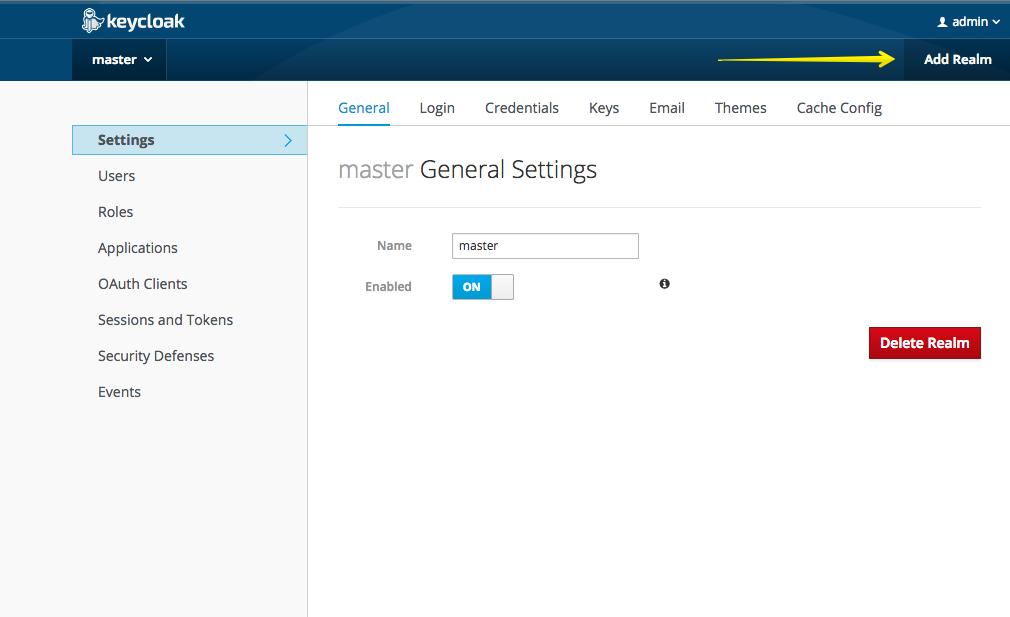 keycloak
admin
master
Add Realm
General Login Credentials Keys Email Themes Cache Config
Settings
Users
Roles
Applications
OAuth Clients
Sessions and Tokens
Security Defenses
Events
master General Settings
Name master
Enabled ON
Delete Realm